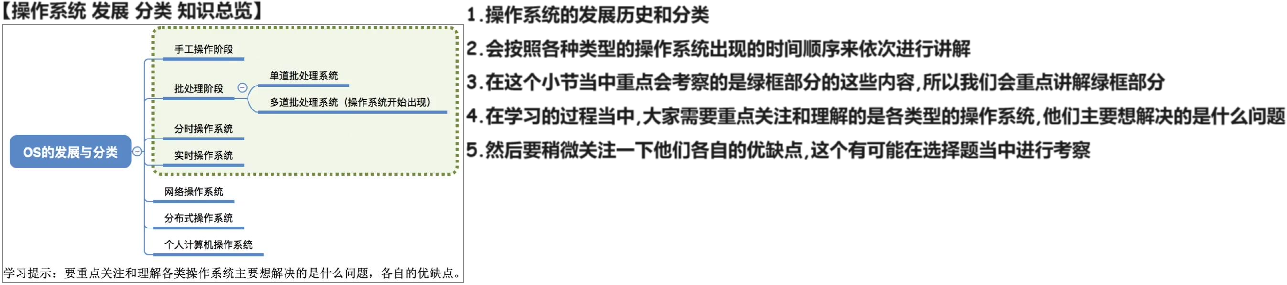 【操作系统 发展 分类 知识总览】
手工操作阶段
批处理阶段
单道批处理系统
多道批处理系统（操作系统开始出现）
分时操作系统
实时操作系统
OS的发展与分类
网络操作系统
分布式操作系统
个人计算机操作系统
学习提示：要重点关注和理解各类操作系统主要想解决的是什么问题，各自的优缺点。
1.操作系统的发展历史和分类
2.会按照各种类型的操作系统出现的时间顺序来依次进行讲解
3.在这个小节当中重点会考察的是绿框部分的这些内容,所以我们会重点讲解绿框部分
4.在学习的过程当中,大家需要重点关注和理解的是各类型的操作系统,他们主要想解决的是什么问题
5.然后要稍微关注一下他们各自的优缺点,这个有可能在选择题当中进行考察